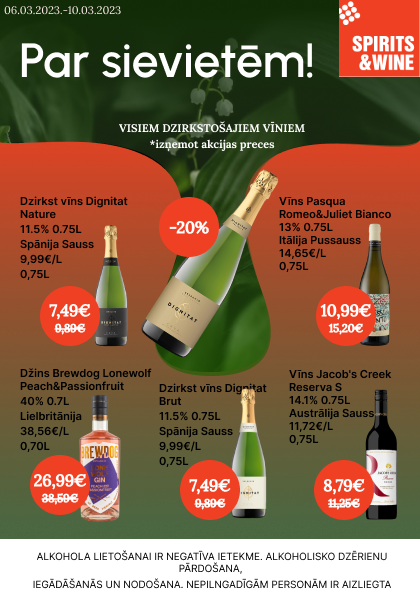 06.03.2023.-10.03.2023
SPIRITS
&WINE
Par sievietēm!
VISIEM DZIRKSTOŠAJIEM VĪNIEM
*izņemot akcijas preces
-20%
Dzirkst vīns Dignitat
Nature
11.5% 0.75L
Spānija Sauss
9,99€/L
0,75L
7,49€
9,89€
DIGNITAT
DIGNITAT
Vīns Pasqua
Romeo&Juliet Bianco
13% 0.75L
Itālija Pussauss
14,65€/L
0,75L
10,99€
15,20€
Džins Brewdog Lonewolf
Peach&Passionfruit
40% 0.7L
Lielbritānija
38,56€/L
0,70L
26,99€
38,59€
BREWDOG
GIN
Dzirkst vīns Dignitat
Brut
11.5% 0.75L
Spānija Sauss
9,99€/L
0,75L
7,49€
9,89€
DIGNITAT
Vīns Jacob's Creek
Reserva S
14.1% 0.75L
Austrālija Sauss
11,72€/L
0,75L
8,79€
11,25€
ALKOHOLA LIETOŠANAI IR NEGATĪVA IETEKME. ALKOHOLISKO DZĒRIENU
PĀRDOŠANA,
IEGĀDĀŠANĀS UN NODOŠANA. NEPILNGADĪGĀM PERSONĀM IR AIZLIEGTA